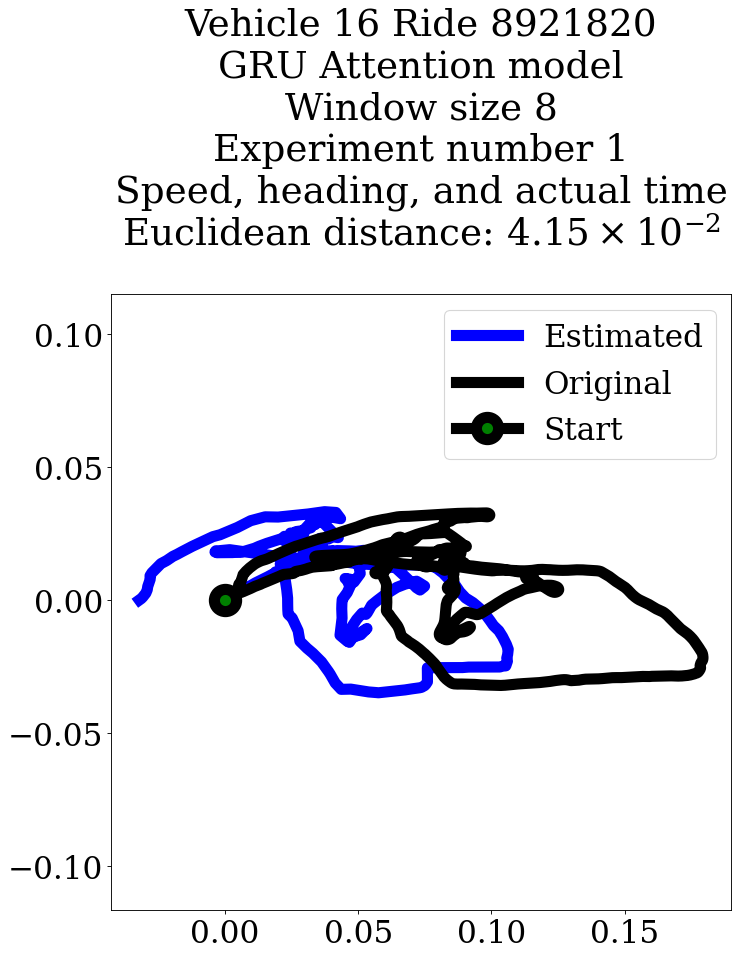 Vehicle 16 Ride 8921820
GRU Attention model
Window size 8
Experiment number 1
Speed, heading, and actual time
Euclidean distance: 4.15 × 10⁻²
Estimated
Original
Start
0.10
0.05
0.00
−0.05
−0.10
0.00 0.05 0.10 0.15